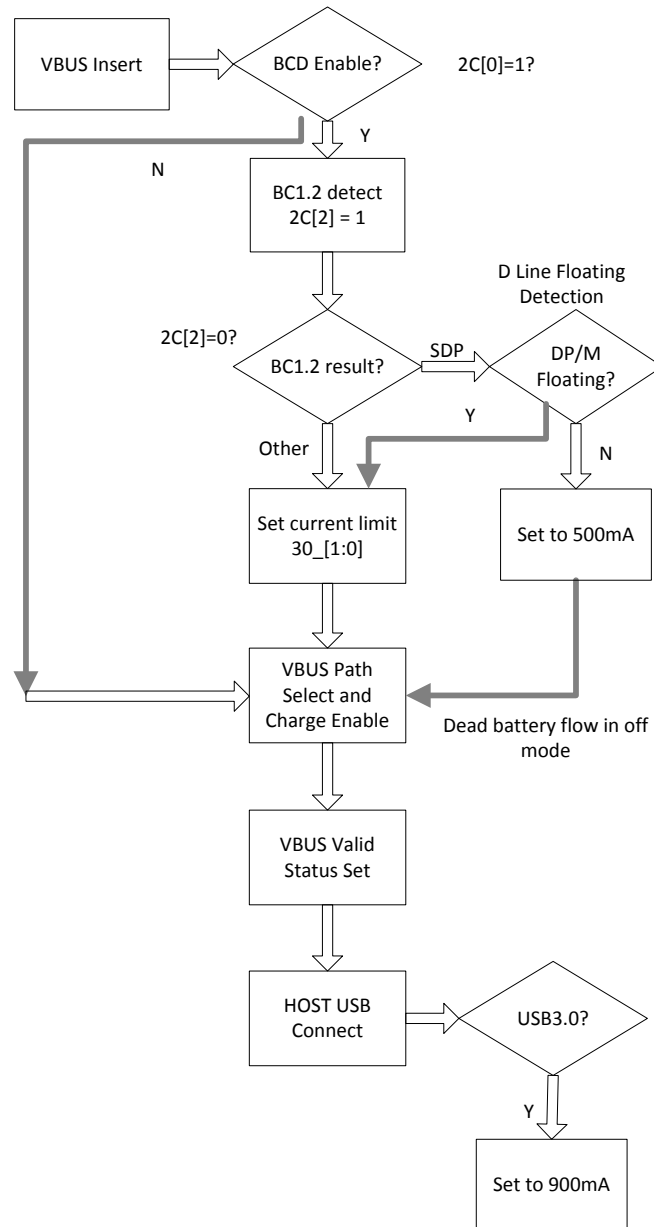 VBUS Insert
BCD Enable?
2C[0]=1?
Y
N
BC1.2 detect
2C[2] = 1
D Line Floating
Detection
2C[2]=0?
BC1.2 result?
SDP
DP/M
Floating?
Y
Other
N
Set current limit
30_[1:0]
Set to 500mA
VBUS Path
Select and
Charge Enable
Dead battery flow in off
mode
VBUS Valid
Status Set
HOST USB
Connect
USB3.0?
Y
Set to 900mA